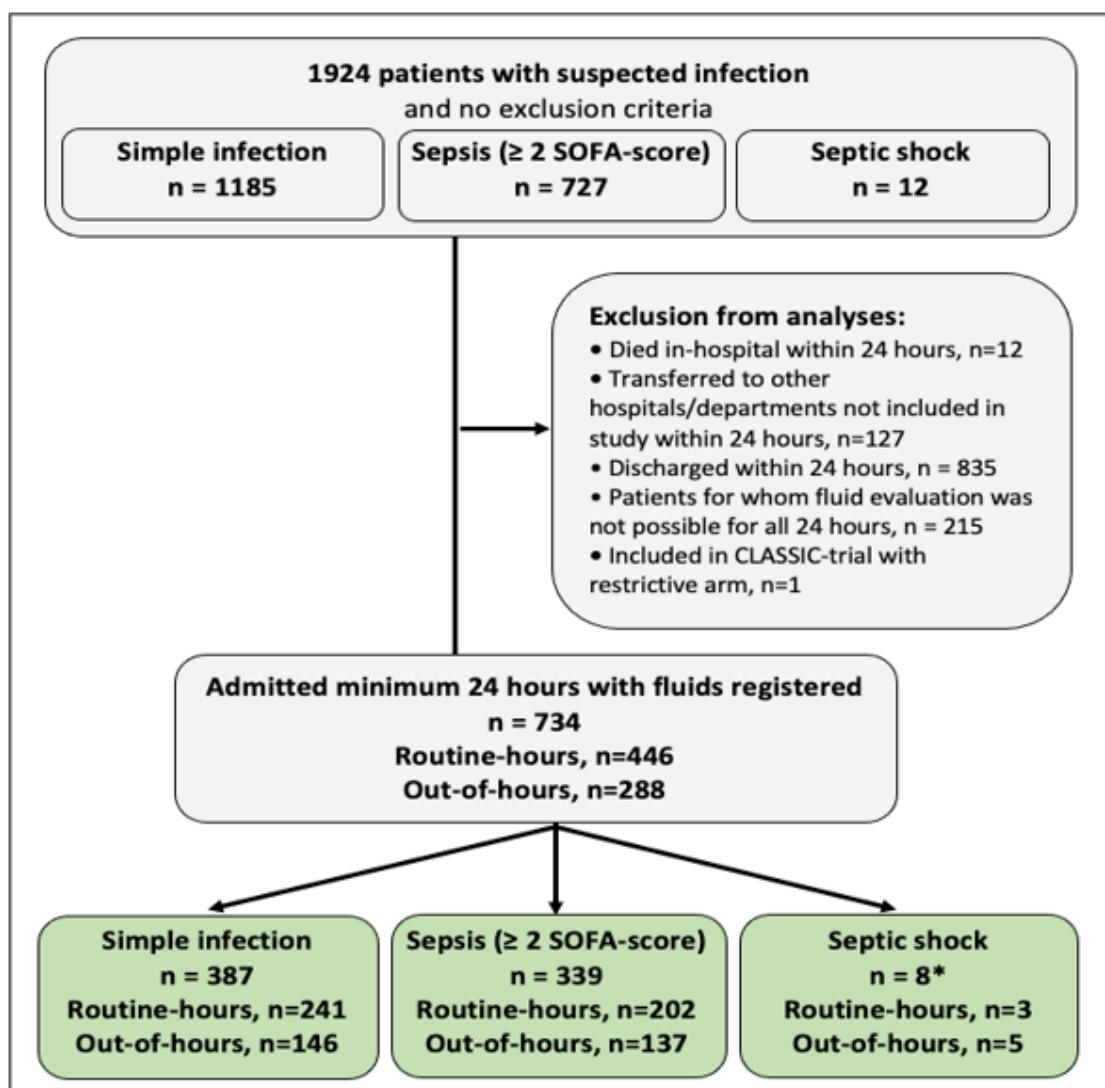 1924 patients with suspected infection
and no exclusion criteria
Simple infection
n = 1185
Sepsis (≥ 2 SOFA-score)
n = 727
Septic shock
n = 12
Exclusion from analyses:
• Died in-hospital within 24 hours, n=12
• Transferred to other
hospitals/departments not included in
study within 24 hours, n=127
• Discharged within 24 hours, n = 835
• Patients for whom fluid evaluation was
not possible for all 24 hours, n = 215
• Included in CLASSIC-trial with
restrictive arm, n=1
Admitted minimum 24 hours with fluids registered
n = 734
Routine-hours, n=446
Out-of-hours, n=288
Simple infection
n = 387
Routine-hours, n=241
Out-of-hours, n=146
Sepsis (≥ 2 SOFA-score)
n = 339
Routine-hours, n=202
Out-of-hours, n=137
Septic shock
n = 8*
Routine-hours, n=3
Out-of-hours, n=5